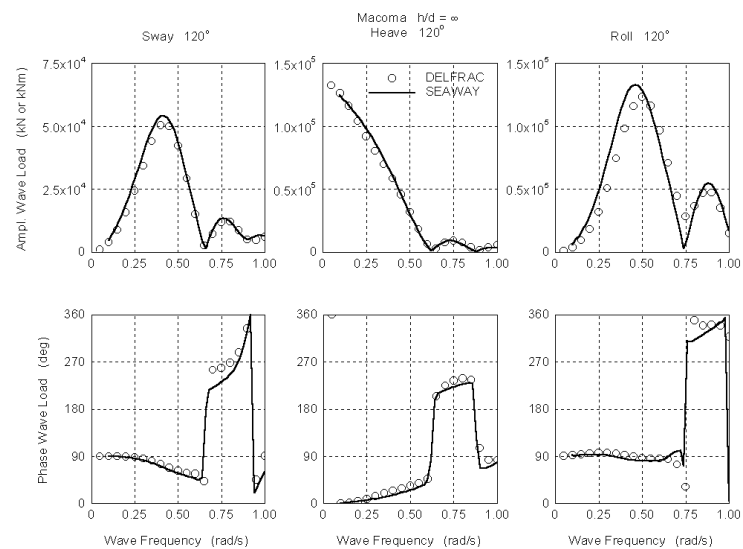 Macoma h/d = ∞
Sway 120°
Heave 120°
Roll 120°
Ampl. Wave Load (kN or kNm)
7.5x10⁴
5.0x10⁴
2.5x10⁴
0
0 0.25 0.50 0.75 1.00
1.5x10⁵
1.0x10⁵
0.5x10⁵
0
0 0.25 0.50 0.75 1.00
DELFRAC
SEAWAY
1.5x10⁵
1.0x10⁵
0.5x10⁵
0
0 0.25 0.50 0.75 1.00
Phase Wave Load (deg)
360
270
180
90
0
0 0.25 0.50 0.75 1.00
Wave Frequency (rad/s)
360
270
180
90
0
0 0.25 0.50 0.75 1.00
Wave Frequency (rad/s)
360
270
180
90
0
0 0.25 0.50 0.75 1.00
Wave Frequency (rad/s)